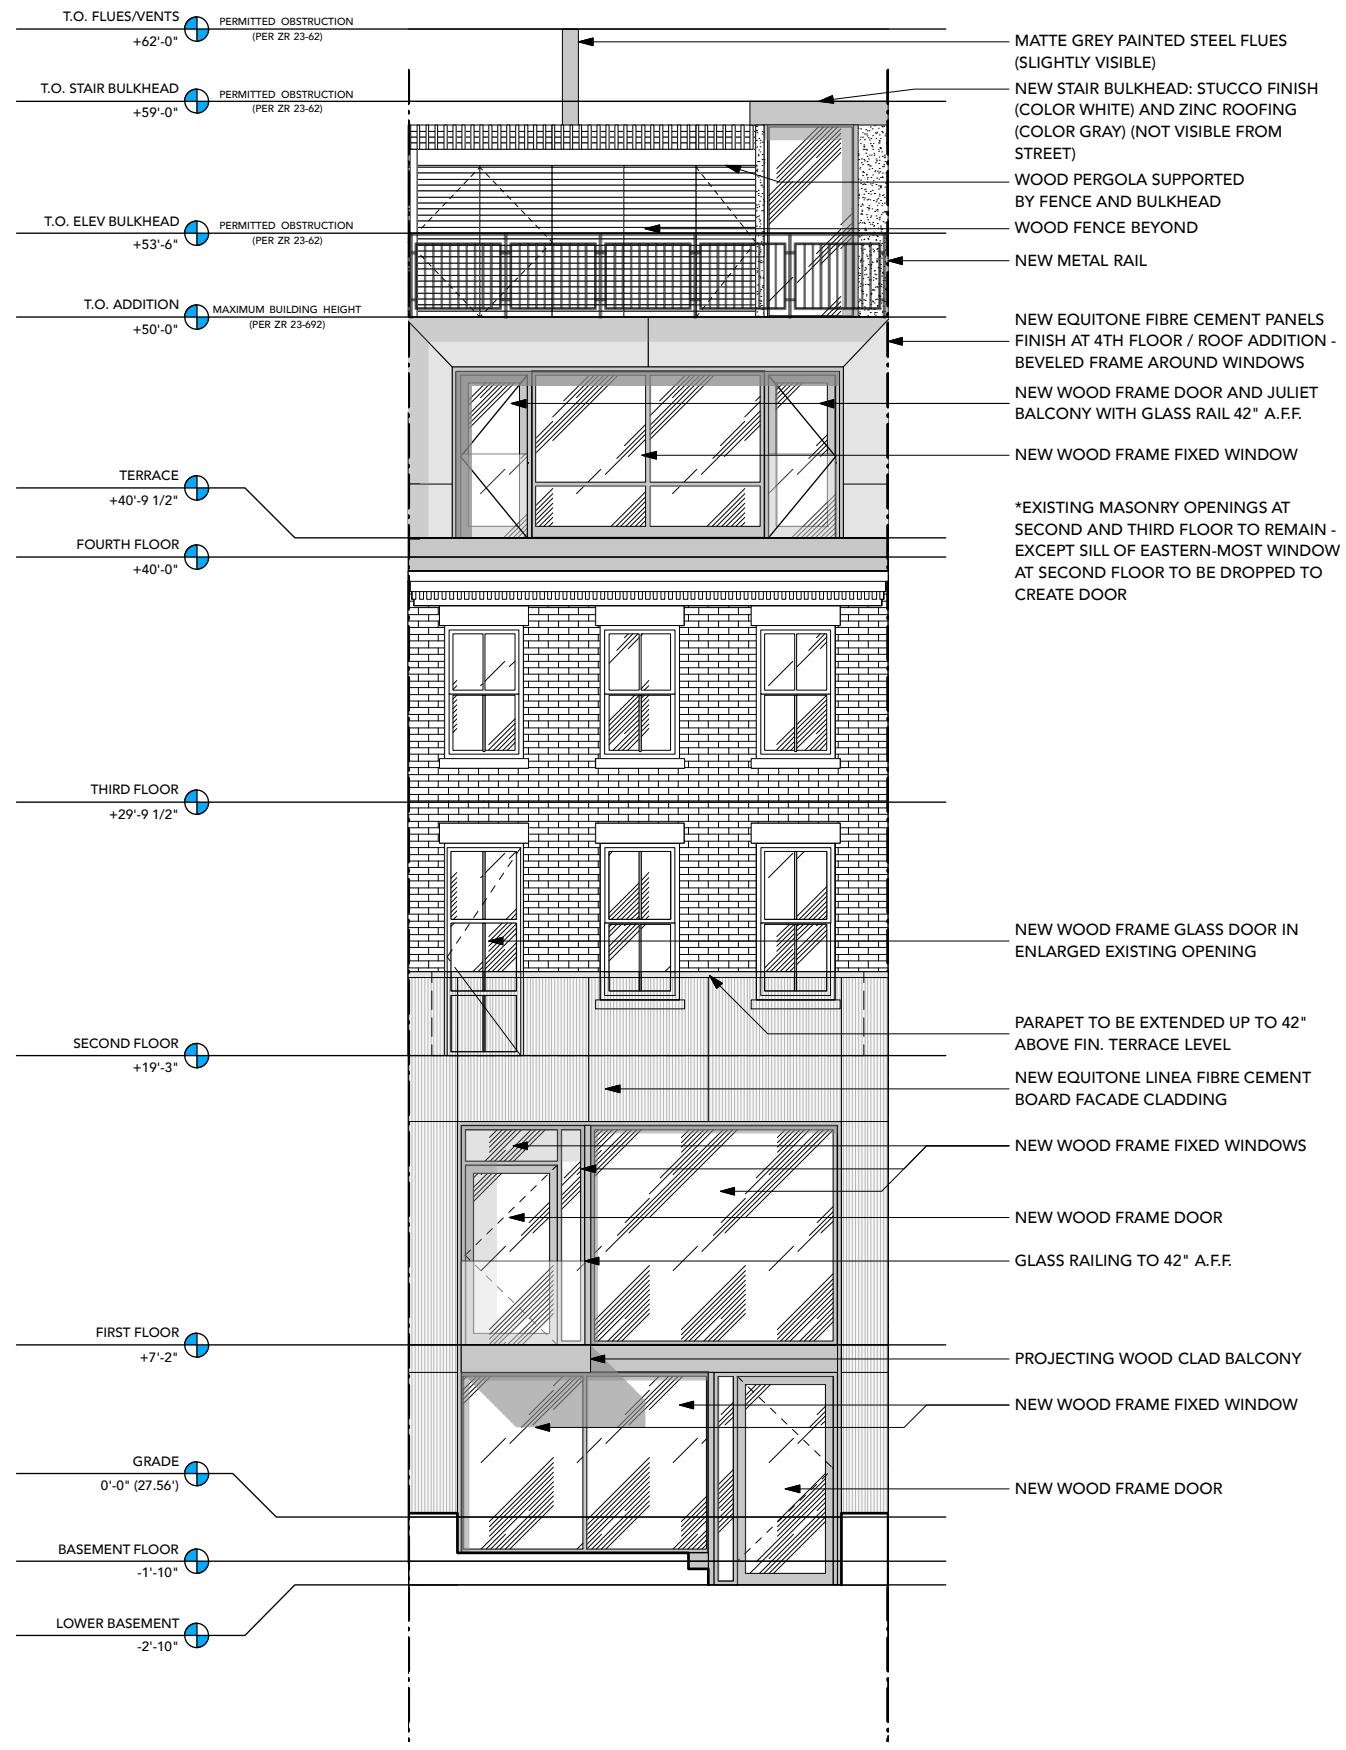 T.O. FLUES/VENTS
+62'-0"
PERMITTED OBSTRUCTION
(PER ZR 23-62)
T.O. STAIR BULKHEAD
+59'-0"
PERMITTED OBSTRUCTION
(PER ZR 23-62)
T.O. ELEV BULKHEAD
+53'-6"
PERMITTED OBSTRUCTION
(PER ZR 23-62)
T.O. ADDITION
+50'-0"
MAXIMUM BUILDING HEIGHT
(PER ZR 23-692)
TERRACE
+40'-9 1/2"
FOURTH FLOOR
+40'-0"
THIRD FLOOR
+29'-9 1/2"
SECOND FLOOR
+19'-3"
FIRST FLOOR
+7'-2"
GRADE
0'-0" (27.56')
BASEMENT FLOOR
-1'-10"
LOWER BASEMENT
-2'-10"
MATTE GREY PAINTED STEEL FLUES
(SLIGHTLY VISIBLE)
NEW STAIR BULKHEAD: STUCCO FINISH
(COLOR WHITE) AND ZINC ROOFING
(COLOR GRAY) (NOT VISIBLE FROM
STREET)
WOOD PERGOLA SUPPORTED
BY FENCE AND BULKHEAD
WOOD FENCE BEYOND
NEW METAL RAIL
NEW EQUITONE FIBRE CEMENT PANELS
FINISH AT 4TH FLOOR / ROOF ADDITION -
BEVELED FRAME AROUND WINDOWS
NEW WOOD FRAME DOOR AND JULIET
BALCONY WITH GLASS RAIL 42" A.F.F.
NEW WOOD FRAME FIXED WINDOW
*EXISTING MASONRY OPENINGS AT
SECOND AND THIRD FLOOR TO REMAIN -
EXCEPT SILL OF EASTERN-MOST WINDOW
AT SECOND FLOOR TO BE DROPPED TO
CREATE DOOR
NEW WOOD FRAME GLASS DOOR IN
ENLARGED EXISTING OPENING
PARAPET TO BE EXTENDED UP TO 42"
ABOVE FIN. TERRACE LEVEL
NEW EQUITONE LINEA FIBRE CEMENT
BOARD FACADE CLADDING
NEW WOOD FRAME FIXED WINDOWS
NEW WOOD FRAME DOOR
GLASS RAILING TO 42" A.F.F.
PROJECTING WOOD CLAD BALCONY
NEW WOOD FRAME FIXED WINDOW
NEW WOOD FRAME DOOR